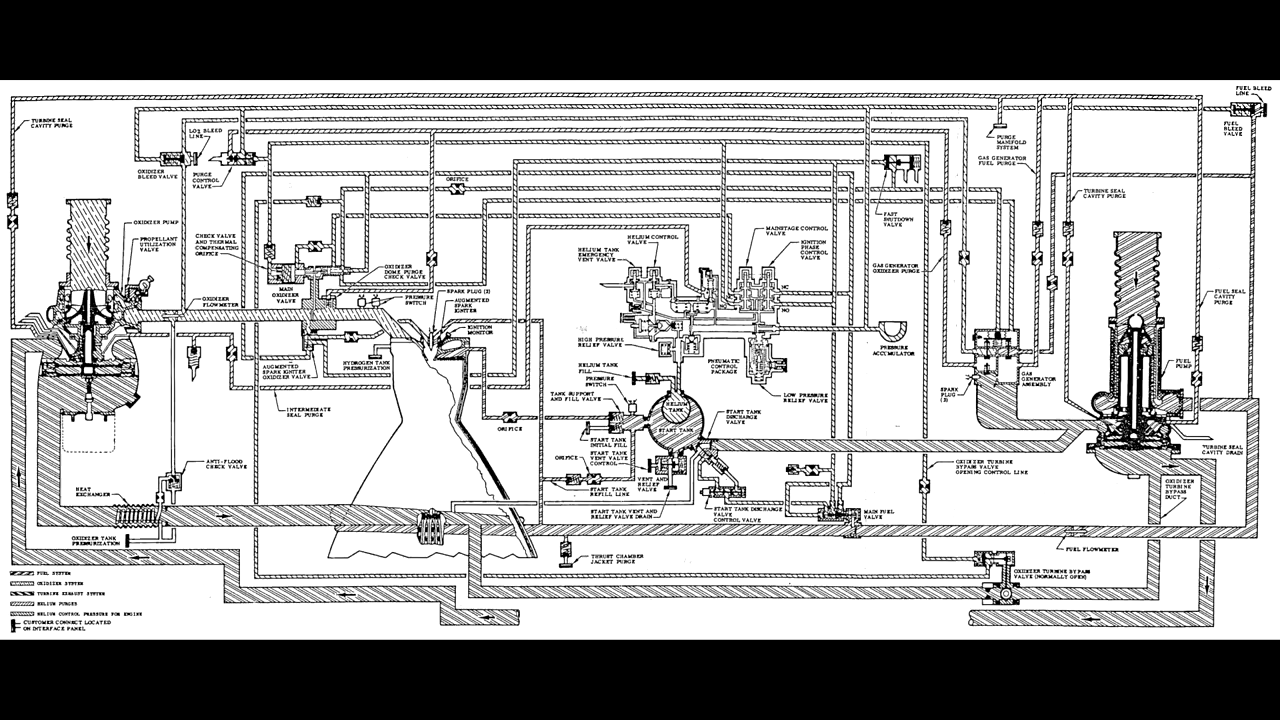 FUEL BLEED
LINE
FUEL
BLEED
VALVE
TURBINE SEAL
CAVITY PURGE
LO2 BLEED
LINE
OXIDIZER
BLEED VALVE
PURGE
CONTROL
VALVE
PURGE
MANIFOLD
SYSTEM
GAS GENERATOR
FUEL PURGE
TURBINE SEAL
CAVITY PURGE
ORIFICE
FAST
SHUTDOWN
VALVE
OXIDIZER PUMP
PROPELLANT
UTILIZATION
VALVE
CHECK VALVE
AND THERMAL
COMPENSATING
ORIFICE
MAIN
OXIDIZER
VALVE
OXIDIZER
DOME PURGE
CHECK VALVE
HELIUM CONTROL
VALVE
HELIUM TANK
EMERGENCY
VENT VALVE
MAINSTAGE CONTROL
VALVE
IGNITION
PHASE
CONTROL
VALVE
NC
NO
GAS GENERATOR
OXIDIZER PURGE
OXIDIZER
FLOWMETER
PRESSURE
SWITCH
SPARK PLUG (2)
AUGMENTED
SPARK
IGNITER
IGNITION
MONITOR
FUEL SEAL
CAVITY
PURGE
HIGH PRESSURE
RELIEF VALVE
PNEUMATIC
CONTROL
PACKAGE
PRESSURE
ACCUMULATOR
HYDROGEN TANK
PRESSURIZATION
AUGMENTED
SPARK IGNITER
OXIDIZER VALVE
HELIUM TANK
FILL
PRESSURE
SWITCH
TANK SUPPORT
AND FILL VALVE
LOW PRESSURE
RELIEF VALVE
SPARK
PLUG
(2)
GAS
GENERATOR
ASSEMBLY
FUEL
PUMP
INTERMEDIATE
SEAL PURGE
HELIUM
TANK
START TANK
START TANK
DISCHARGE
VALVE
ORIFICE
START TANK
INITIAL FILL
START TANK
VENT VALVE
CONTROL
TURBINE SEAL
CAVITY DRAIN
ANTI-FLOOD
CHECK VALVE
ORIFICE
VENT AND
RELIEF
VALVE
START TANK
REFILL LINE
OXIDIZER TURBINE
BYPASS VALVE
OPENING CONTROL LINE
OXIDIZER
TURBINE
BYPASS
DUCT
HEAT
EXCHANGER
START TANK VENT AND
RELIEF VALVE DRAIN
START TANK DISCHARGE
VALVE
CONTROL VALVE
MAIN FUEL
VALVE
OXIDIZER TANK
PRESSURIZATION
THRUST CHAMBER
JACKET PURGE
FUEL FLOWMETER
OXIDIZER TURBINE BYPASS
VALVE (NORMALLY OPEN)
FUEL SYSTEM
OXIDIZER SYSTEM
TURBINE EXHAUST SYSTEM
HELIUM PURGES
HELIUM CONTROL PRESSURE FOR ENGINE
CUSTOMER CONNECT LOCATED
ON INTERFACE PANEL